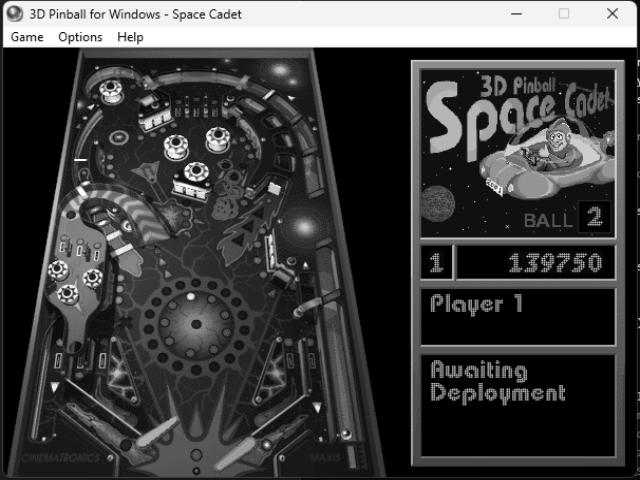 3D Pinball for Windows - Space Cadet
Game Options Help
3D Pinball
Space Cadet
BALL 2
1 139750
Player 1
Awaiting
Deployment
CINEMATRONICS
MAXIS